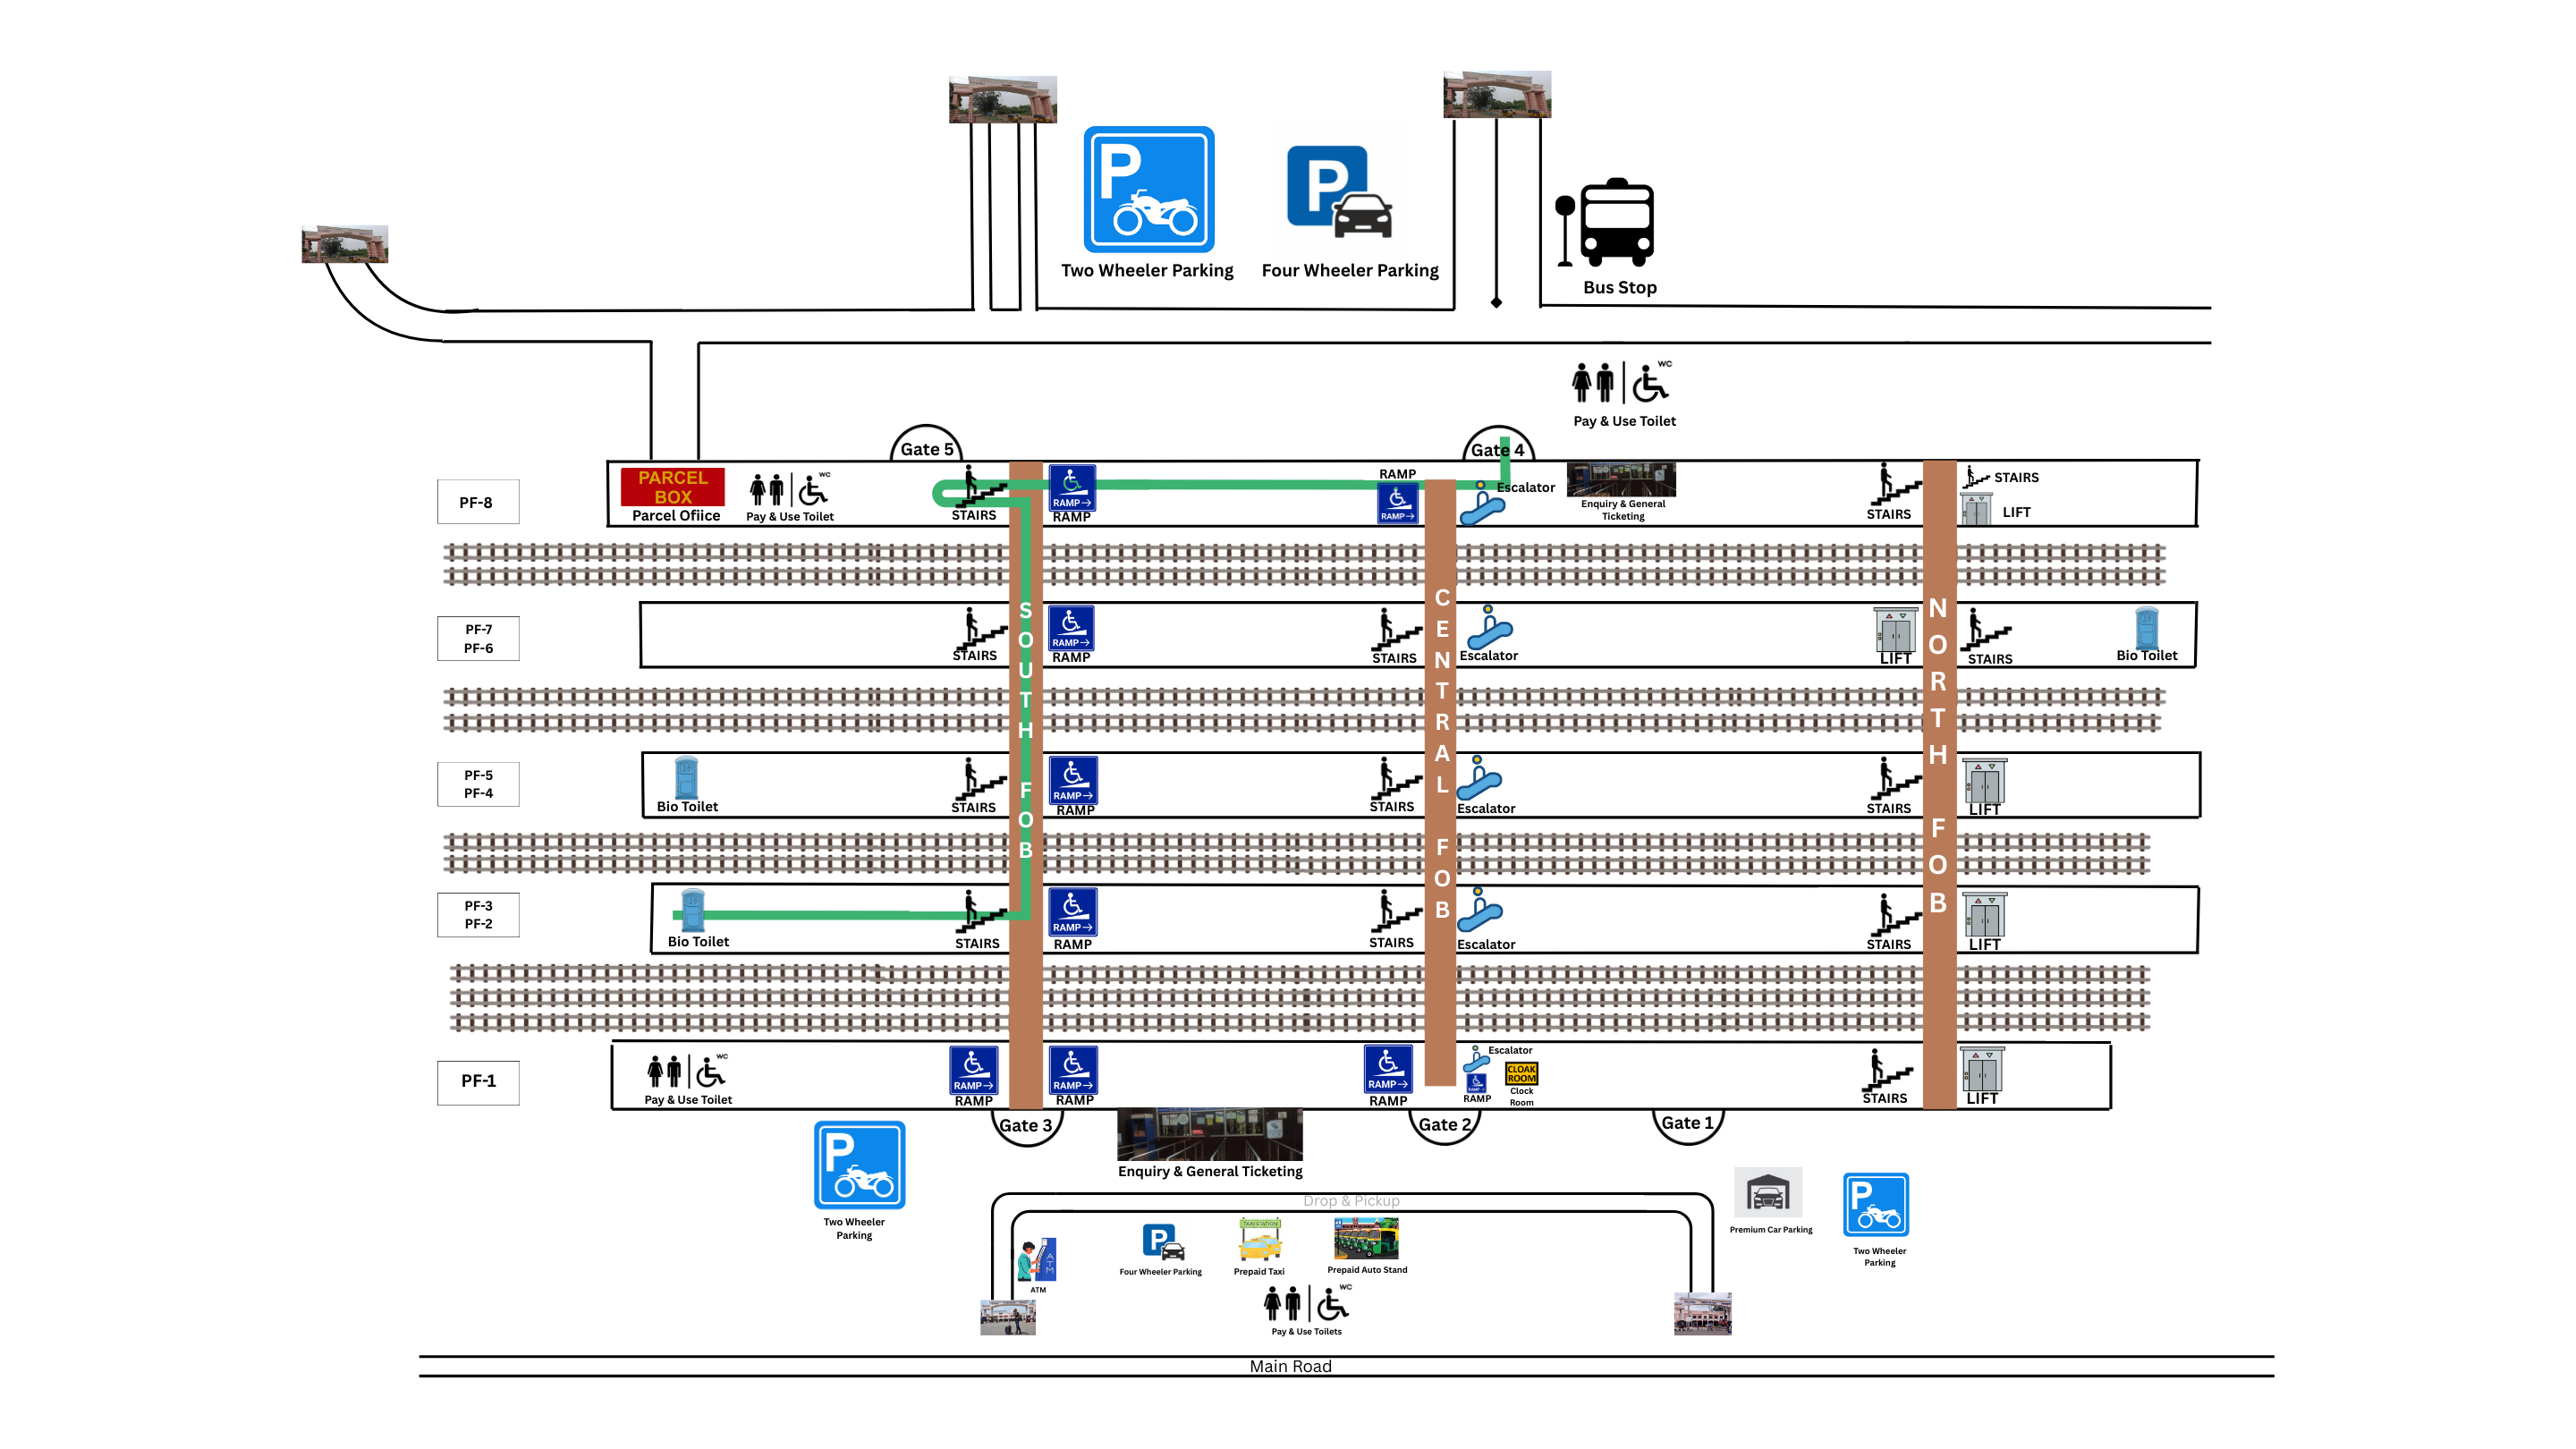 Two Wheeler Parking
Four Wheeler Parking
Bus Stop
WC
Pay & Use Toilet
Gate 5
Gate 4
PF-8
PARCEL
BOX
Parcel Ofiice
WC
Pay & Use Toilet
STAIRS
RAMP→
RAMP
RAMP
RAMP→
Escalator
Enquiry & General
Ticketing
STAIRS
STAIRS
LIFT
PF-7
PF-6
STAIRS
RAMP→
RAMP
STAIRS
Escalator
LIFT
STAIRS
Bio Toilet
SOUTH FOB
CENTRAL FOB
NORTH FOB
PF-5
PF-4
Bio Toilet
STAIRS
RAMP→
RAMP
STAIRS
Escalator
STAIRS
LIFT
PF-3
PF-2
Bio Toilet
STAIRS
RAMP→
RAMP
STAIRS
Escalator
STAIRS
LIFT
PF-1
WC
Pay & Use Toilet
RAMP→
RAMP
RAMP→
RAMP
RAMP→
RAMP
Escalator
RAMP
CLOAK
ROOM
Clock
Room
STAIRS
LIFT
Gate 3
Gate 2
Gate 1
Enquiry & General Ticketing
Two Wheeler
Parking
Drop & Pickup
ATM
ATM
Four Wheeler Parking
TAXI STATION
Prepaid Taxi
Prepaid Auto Stand
Premium Car Parking
Two Wheeler
Parking
WC
Pay & Use Toilets
Main Road